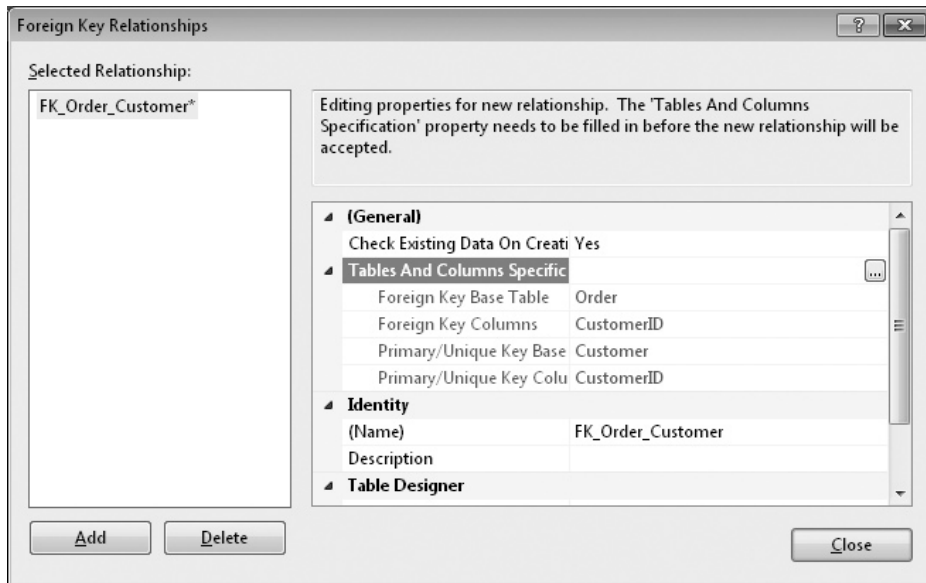 Foreign Key Relationships
Selected Relationship:
FK_Order_Customer*
Editing properties for new relationship. The 'Tables And Columns
Specification' property needs to be filled in before the new relationship will be
accepted.
(General)
Check Existing Data On Creati Yes
Tables And Columns Specific ...
Foreign Key Base Table Order
Foreign Key Columns CustomerID
Primary/Unique Key Base Customer
Primary/Unique Key Colu CustomerID
Identity
(Name) FK_Order_Customer
Description
Table Designer
Add Delete
Close